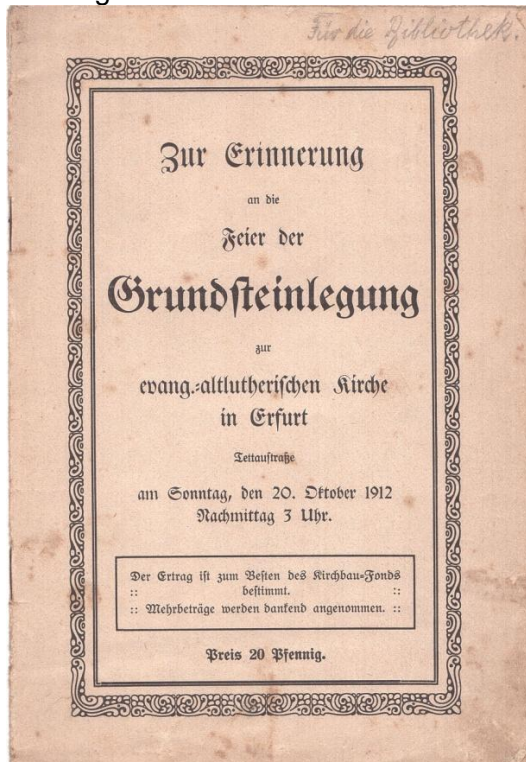 Für die Bibliothek.
Zur Erinnerung
an die
Feier der
Grundsteinlegung
zur
evang.=altlutherischen Kirche
in Erfurt
Tettaustraße
am Sonntag, den 20. Oktober 1912
Nachmittag 3 Uhr.
Der Ertrag ist zum Besten des Kirchbau=Fonds
:: bestimmt. ::
:: Mehrbeträge werden dankend angenommen. ::
Preis 20 Pfennig.